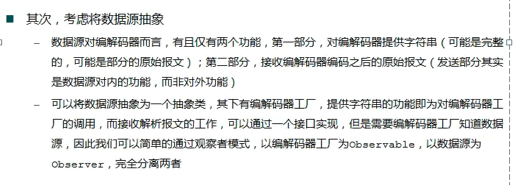 其次,考虑将数据源抽象
– 数据源对编解码器而言,有且仅有两个功能,第一部分,对编解码器提供字符串(可能是完整
的,可能是部分的原始报文);第二部分,接收编解码器编码之后的原始报文(发送部分其实
是数据源对内的功能,而非对外功能)
– 可以将数据源抽象为一个抽象类,其下有编解码器工厂,提供字符串的功能即为对编解码器工
厂的调用,而接收解析报文的工作,可以通过一个接口实现,但是需要编解码器工厂知道数据
源,因此我们可以简单的通过观察者模式,以编解码器工厂为Observable,以数据源为
Observer,完全分离两者